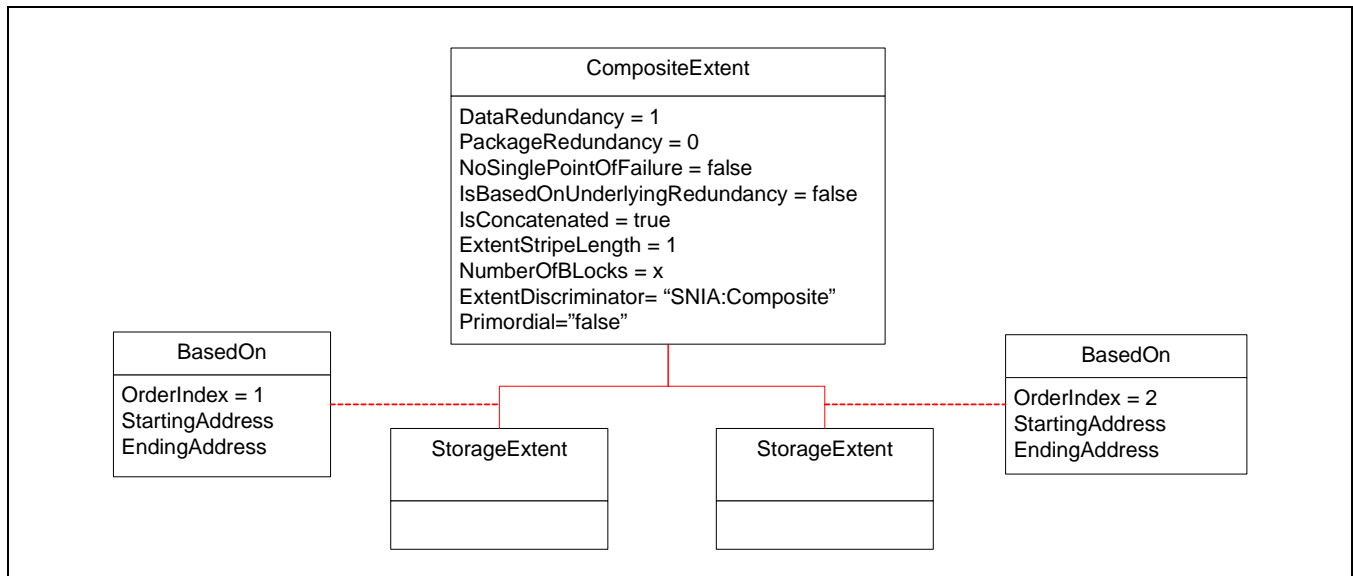 CompositeExtent
DataRedundancy = 1
PackageRedundancy = 0
NoSinglePointOfFailure = false
IsBasedOnUnderlyingRedundancy = false
IsConcatenated = true
ExtentStripeLength = 1
NumberOfBLocks = x
ExtentDiscriminator= “SNIA:Composite”
Primordial=”false”
BasedOn
OrderIndex = 1
StartingAddress
EndingAddress
StorageExtent
StorageExtent
BasedOn
OrderIndex = 2
StartingAddress
EndingAddress